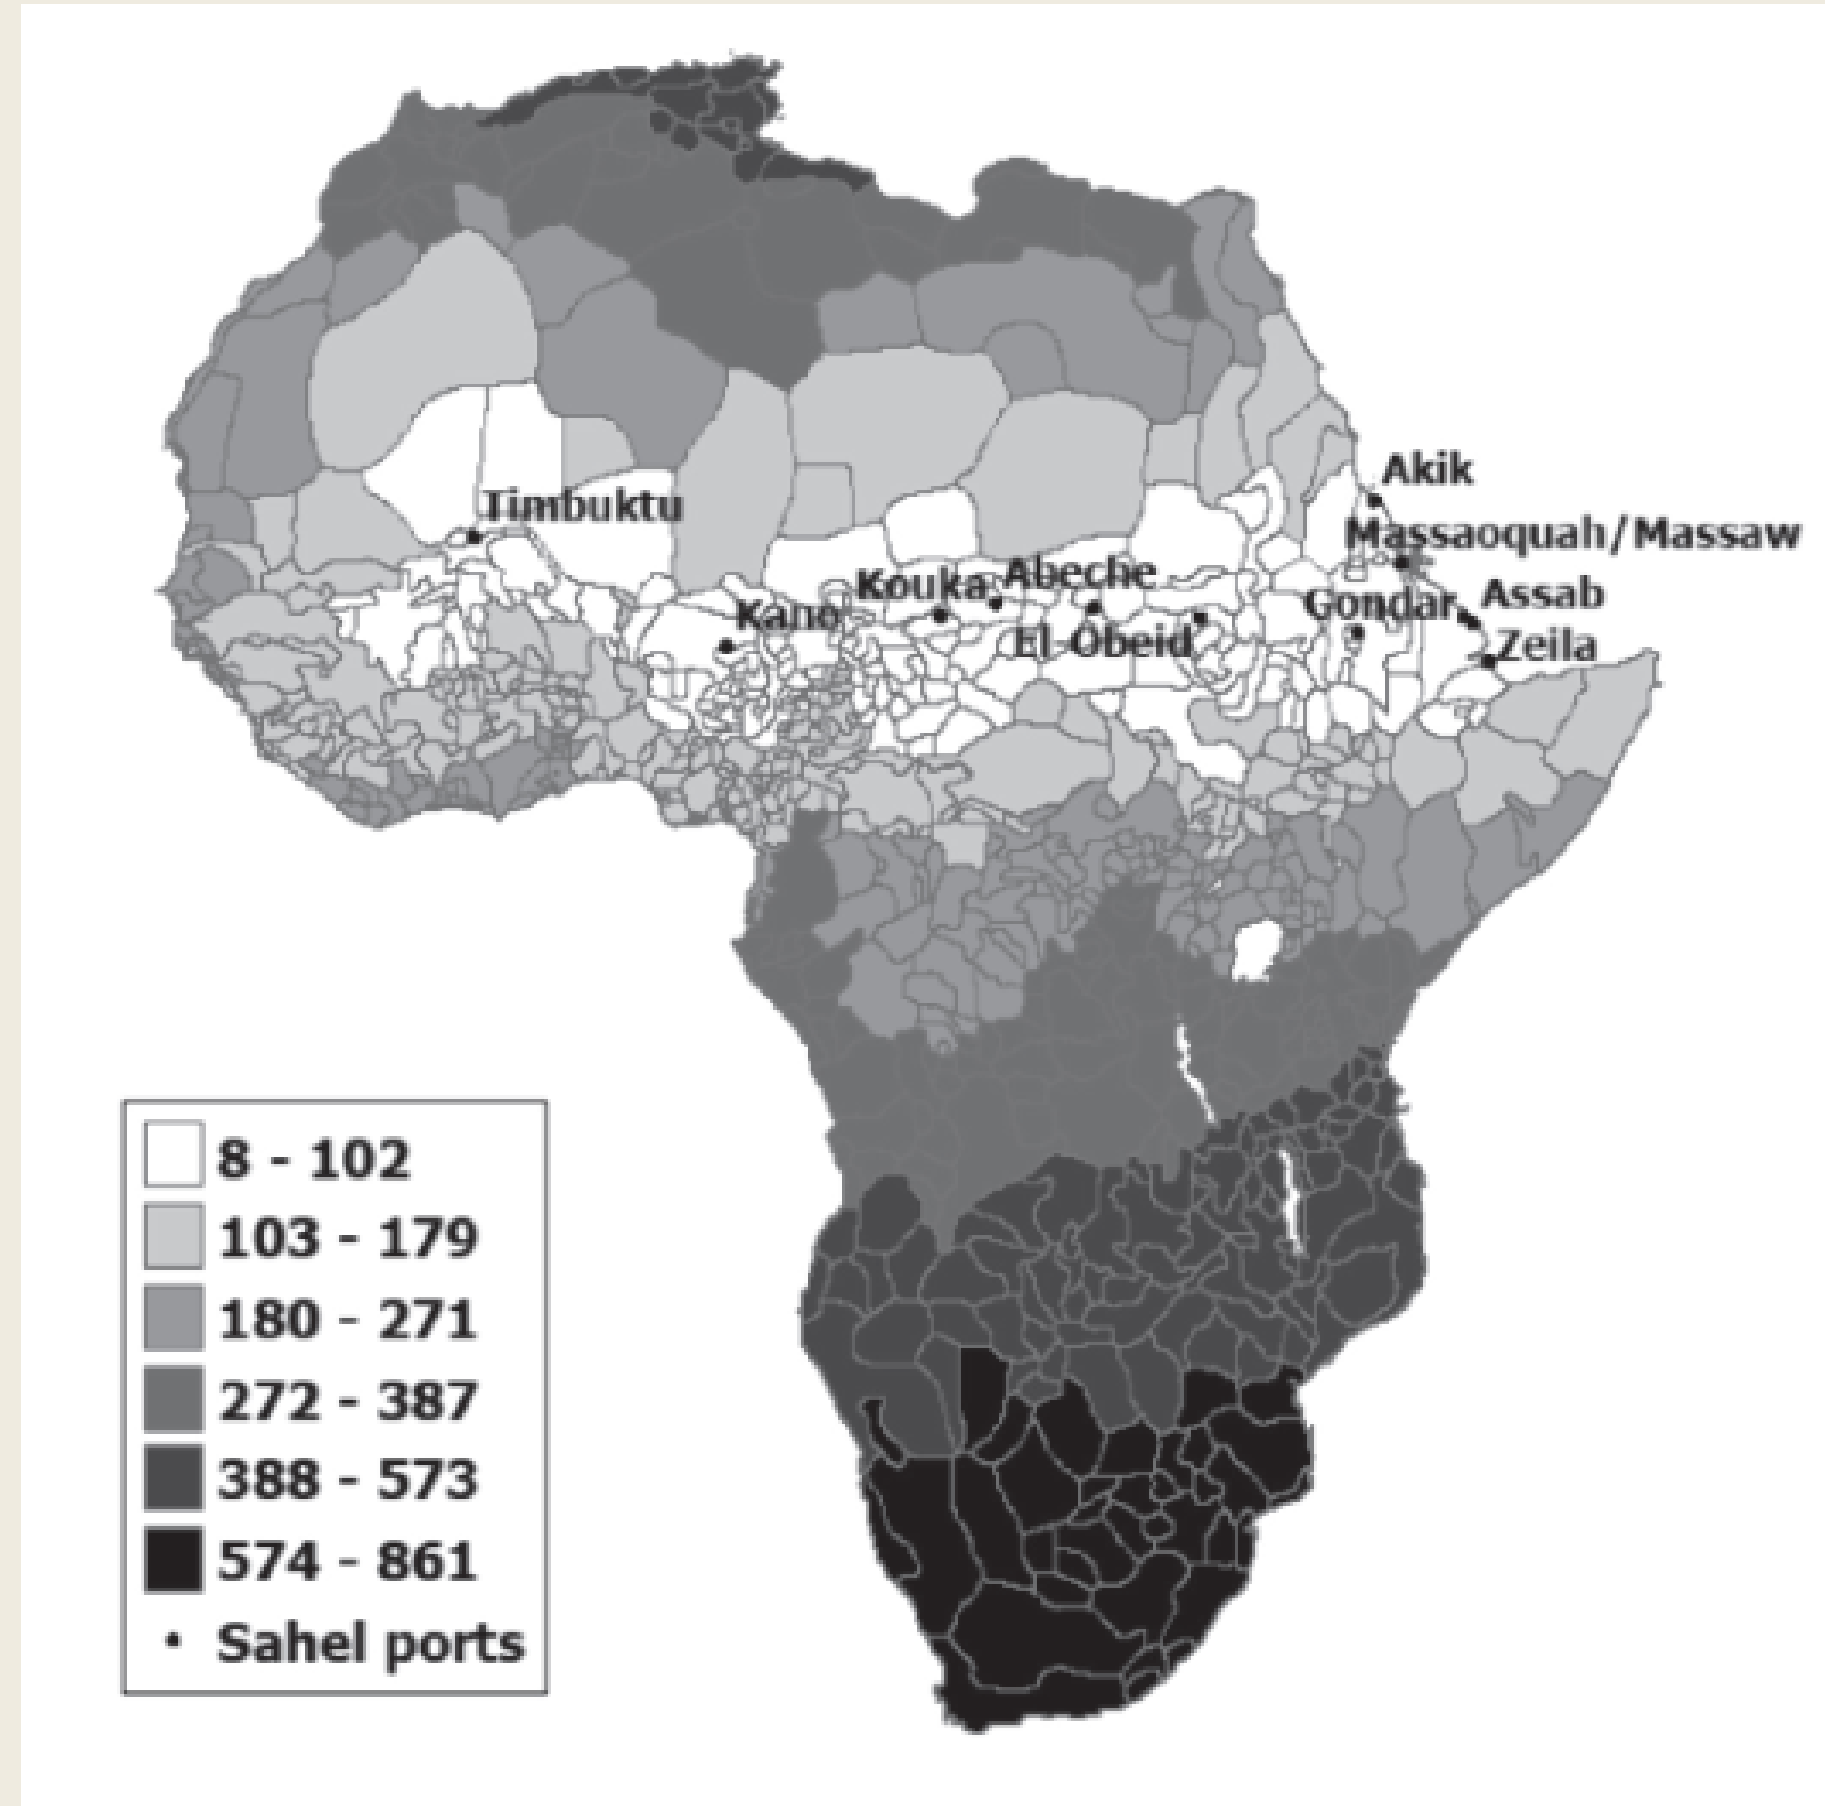 Akik
Timbuktu
Massaoquah/Massaw
Abeche
Kouka
Assab
Gondar
Kano
El-Obeid
Zeila
8 - 102
103 - 179
180 - 271
272 - 387
388 - 573
574 - 861
Sahel ports